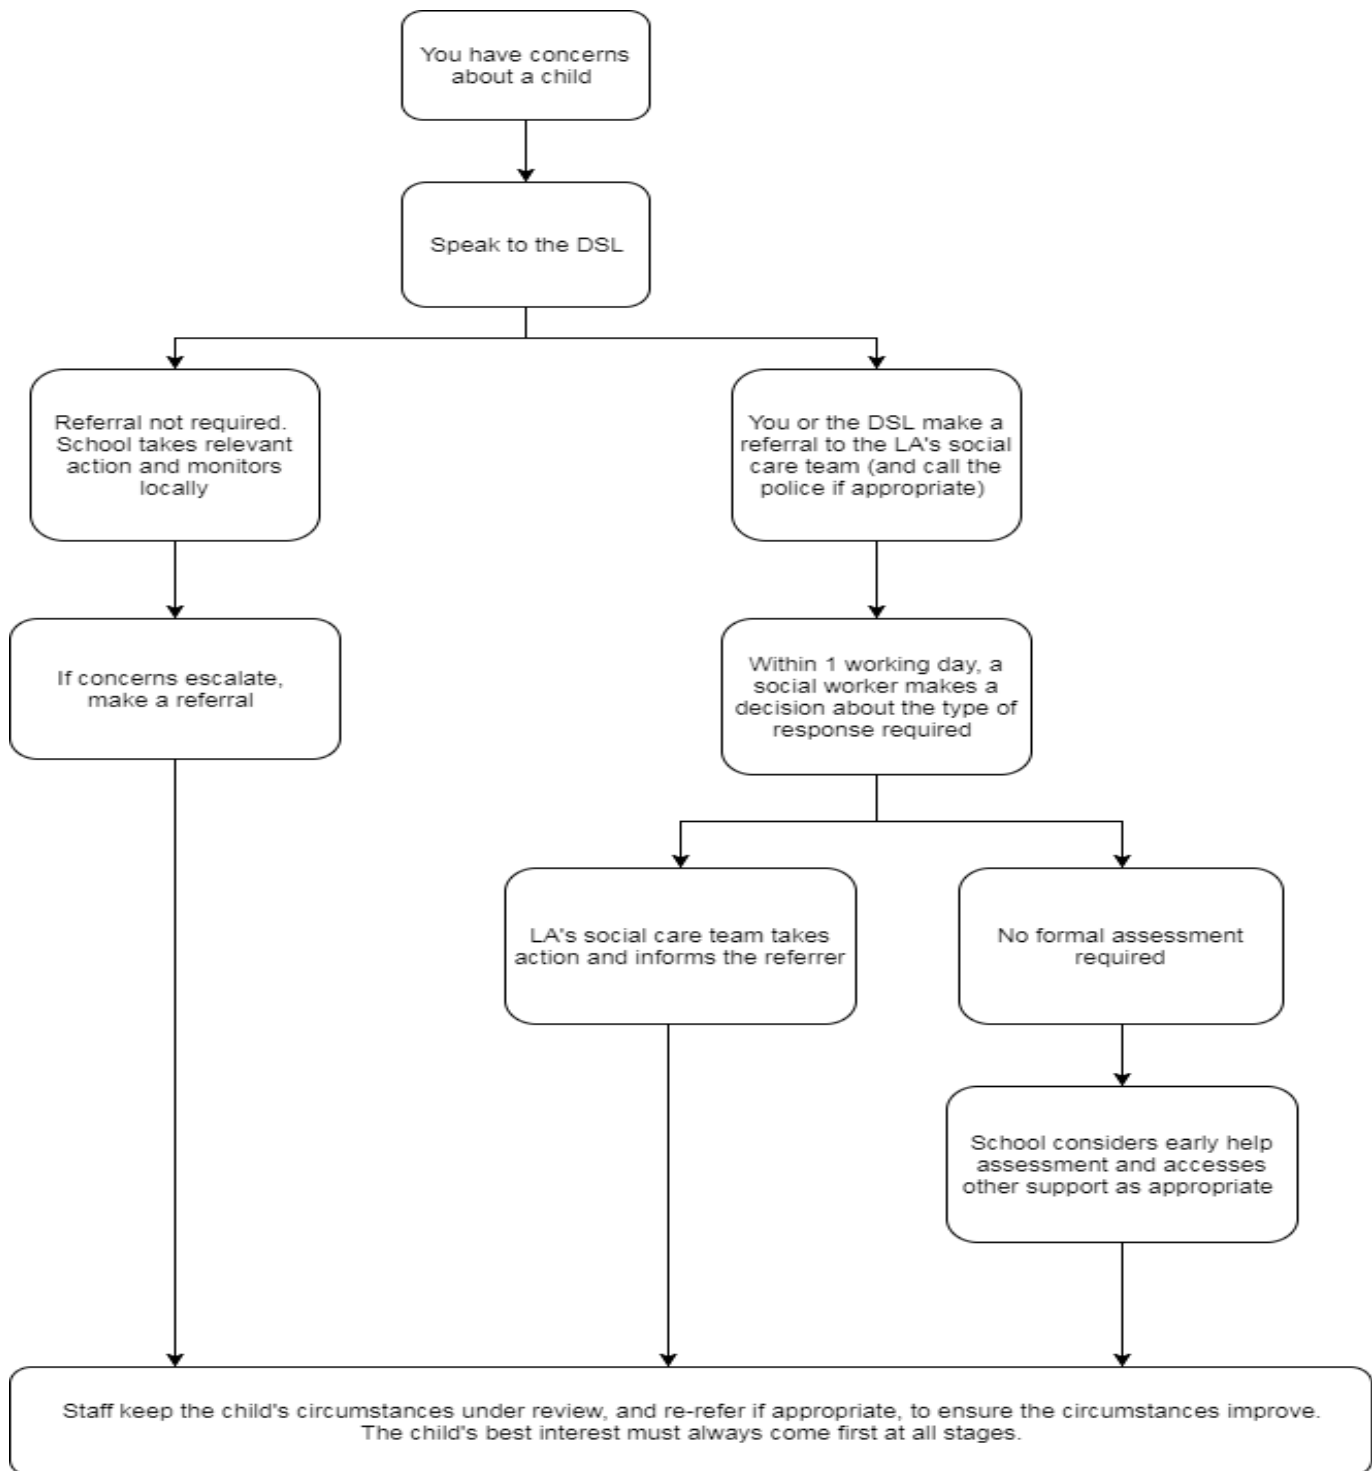 You have concerns
about a child
Speak to the DSL
Referral not required.
School takes relevant
action and monitors
locally
You or the DSL make a
referral to the LA's social
care team (and call the
police if appropriate)
If concerns escalate,
make a referral
Within 1 working day, a
social worker makes a
decision about the type of
response required
LA's social care team takes
action and informs the referrer
No formal assessment
required
School considers early help
assessment and accesses
other support as appropriate
Staff keep the child's circumstances under review, and re-refer if appropriate, to ensure the circumstances improve.
The child's best interest must always come first at all stages.